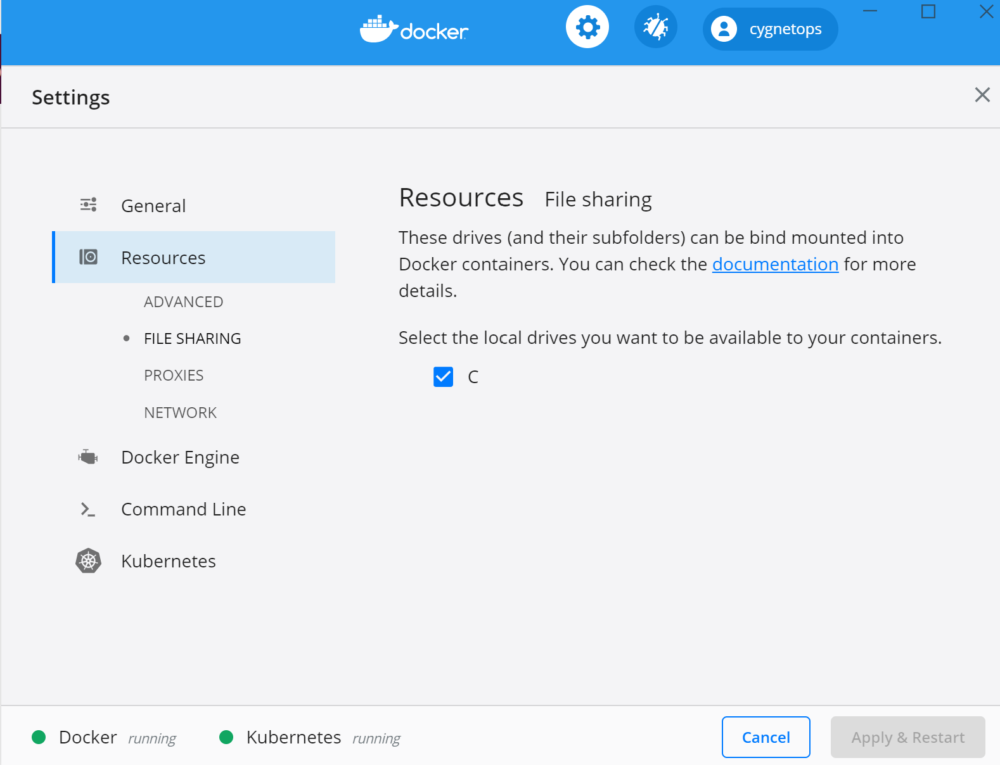 docker
cygnetops
Settings
General
Resources
ADVANCED
FILE SHARING
PROXIES
NETWORK
Docker Engine
Command Line
Kubernetes
Resources File sharing
These drives (and their subfolders) can be bind mounted into
Docker containers. You can check the documentation for more
details.
Select the local drives you want to be available to your containers.
C
Docker running
Kubernetes running
Cancel
Apply & Restart